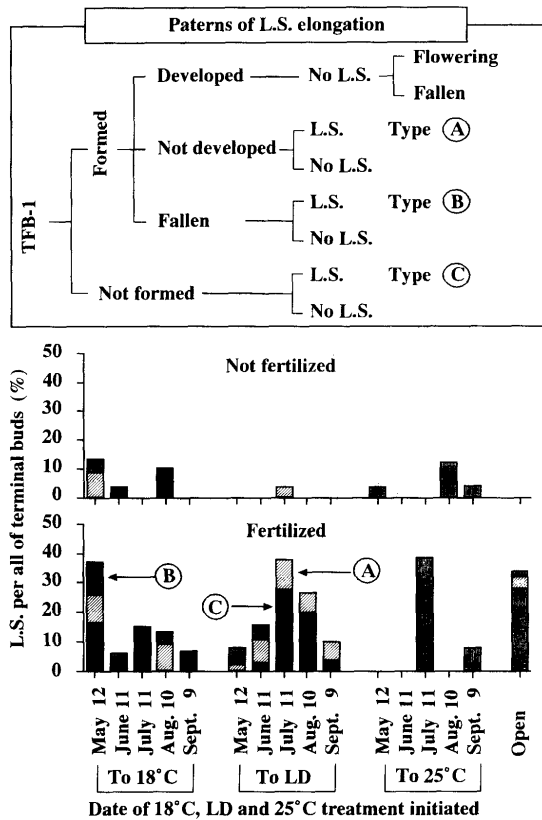 Paterns of L.S. elongation
TFB-1
Formed
Developed No L.S. Flowering
Fallen
Not developed L.S. Type A
No L.S.
Fallen L.S. Type B
No L.S.
Not formed L.S. Type C
No L.S.
L.S. per all of terminal buds (%)
Not fertilized
50
40
30
20
10
0
Fertilized
50
40
30
20
10
0
B
C
A
May 12 June 11 July 11 Aug. 10 Sept. 9 May 12 June 11 July 11 Aug. 10 Sept. 9 May 12 June 11 July 11 Aug. 10 Sept. 9 Open
To 18°C To LD To 25°C
Date of 18°C, LD and 25°C treatment initiated